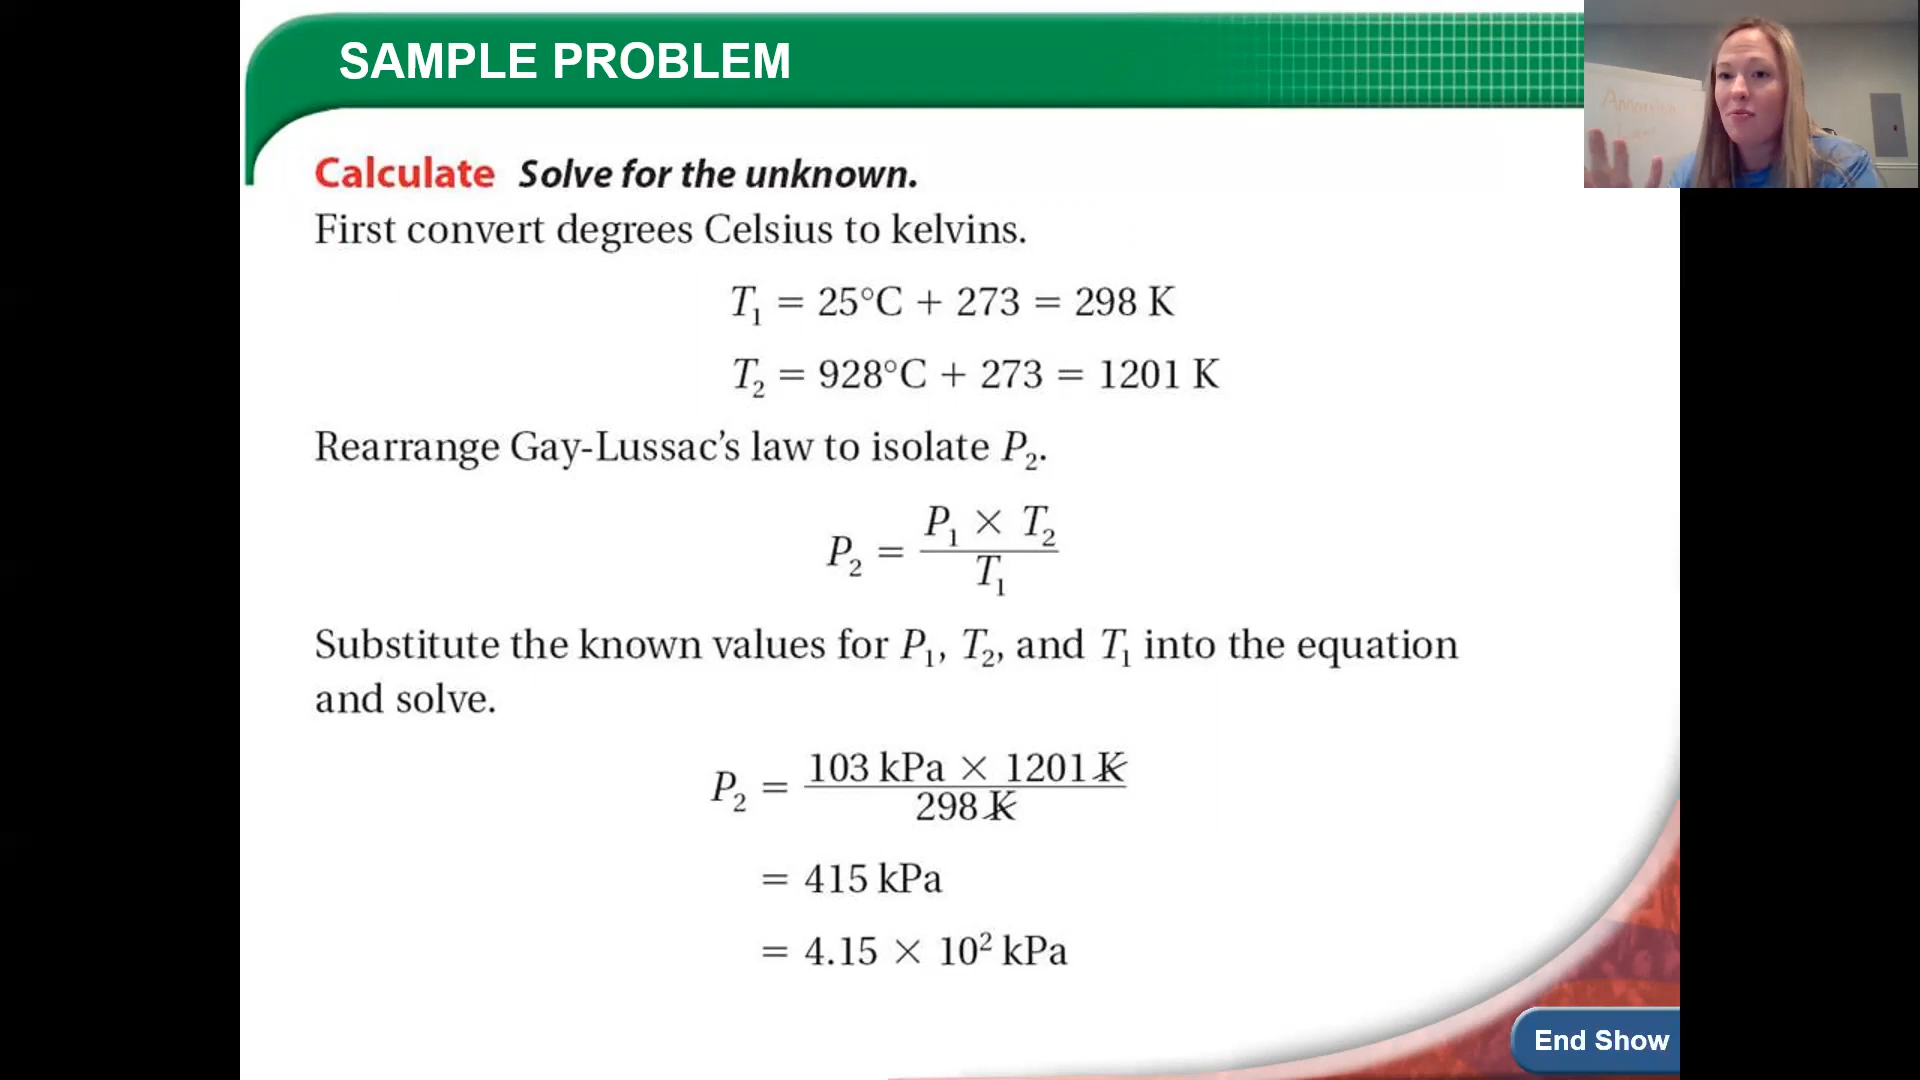 SAMPLE PROBLEM
Calculate Solve for the unknown.
First convert degrees Celsius to kelvins.
T₁ = 25°C + 273 = 298 K
T₂ = 928°C + 273 = 1201 K
Rearrange Gay-Lussac’s law to isolate P₂.
P₂ = P₁ × T₂ / T₁
Substitute the known values for P₁, T₂, and T₁ into the equation
and solve.
P₂ = 103 kPa × 1201 K / 298 K
= 415 kPa
= 4.15 × 10² kPa
End Show